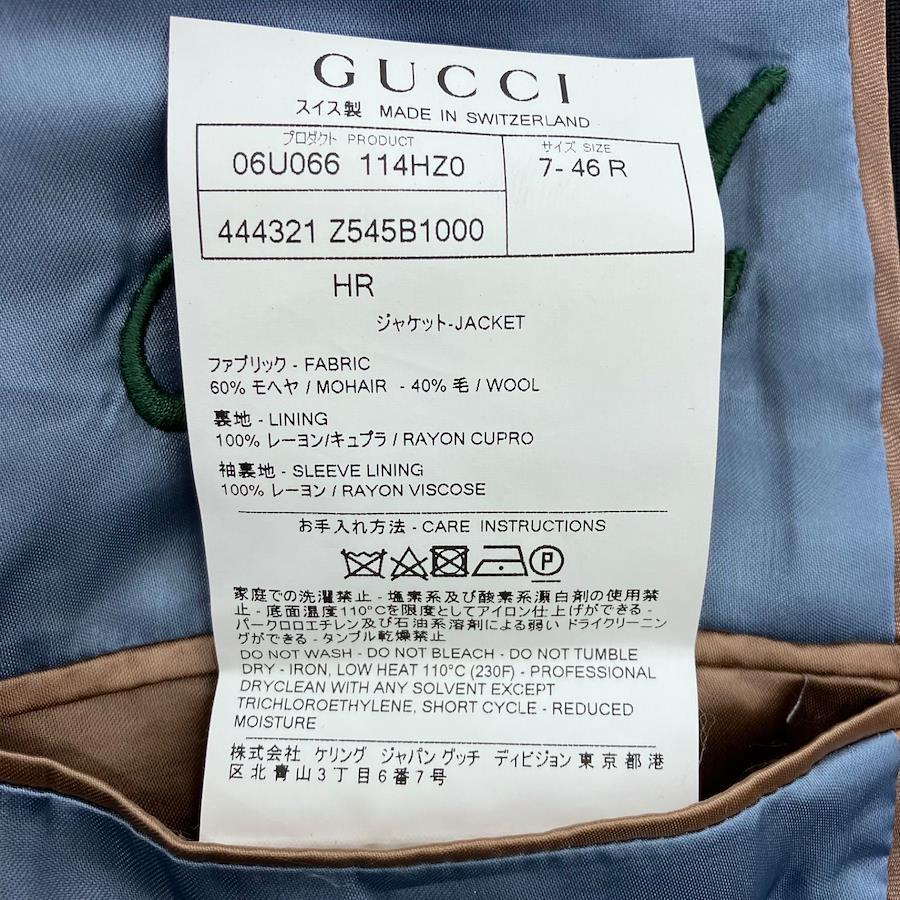 GUCCI
スイス製 MADE IN SWITZERLAND
プロダクト PRODUCT
06U066 114HZ0
サイズ SIZE
7- 46 R
444321 Z545B1000
HR
ジャケット-JACKET
ファブリック - FABRIC
60% モヘヤ / MOHAIR - 40% 毛 / WOOL
裏地 - LINING
100% レーヨン/キュプラ / RAYON CUPRO
袖裏地 - SLEEVE LINING
100% レーヨン / RAYON VISCOSE
お手入れ方法 - CARE INSTRUCTIONS
P
家庭での洗濯禁止 - 塩素系及び酸素系漂白剤の使用禁
止 - 底面温度110°Cを限度としてアイロン仕上げができる -
パークロロエチレン及び石油系溶剤による弱い ドライクリーニン
グができる - タンブル乾燥禁止
DO NOT WASH - DO NOT BLEACH - DO NOT TUMBLE
DRY - IRON, LOW HEAT 110°C (230F) - PROFESSIONAL
DRYCLEAN WITH ANY SOLVENT EXCEPT
TRICHLOROETHYLENE, SHORT CYCLE - REDUCED
MOISTURE
株式会社 ケリング ジャパン グッチ ディビジョン 東京都港
区北青山3丁目6番7号